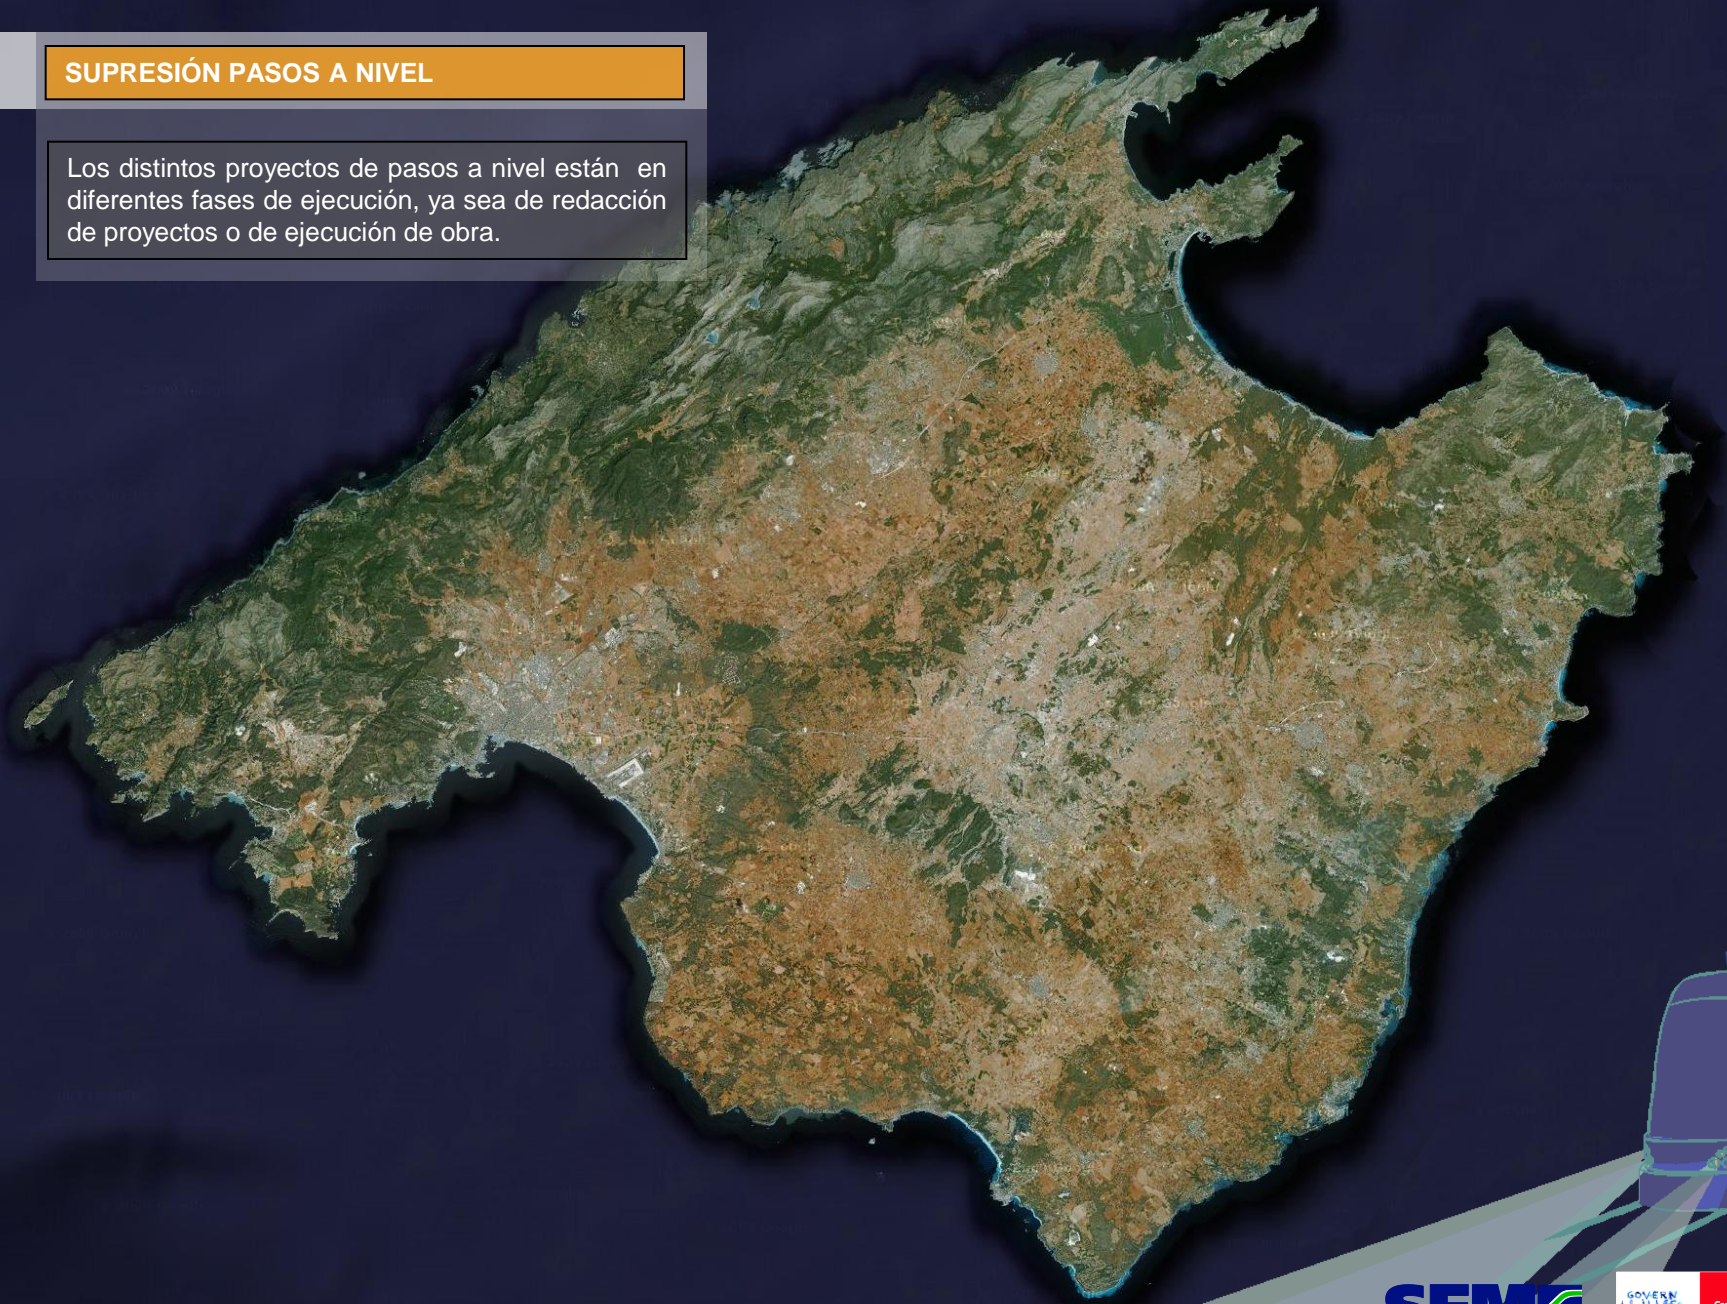 SUPRESIÓN PASOS A NIVEL
Los distintos proyectos de pasos a nivel están en
diferentes fases de ejecución, ya sea de redacción
de proyectos o de ejecución de obra.
SFM
GOVERN